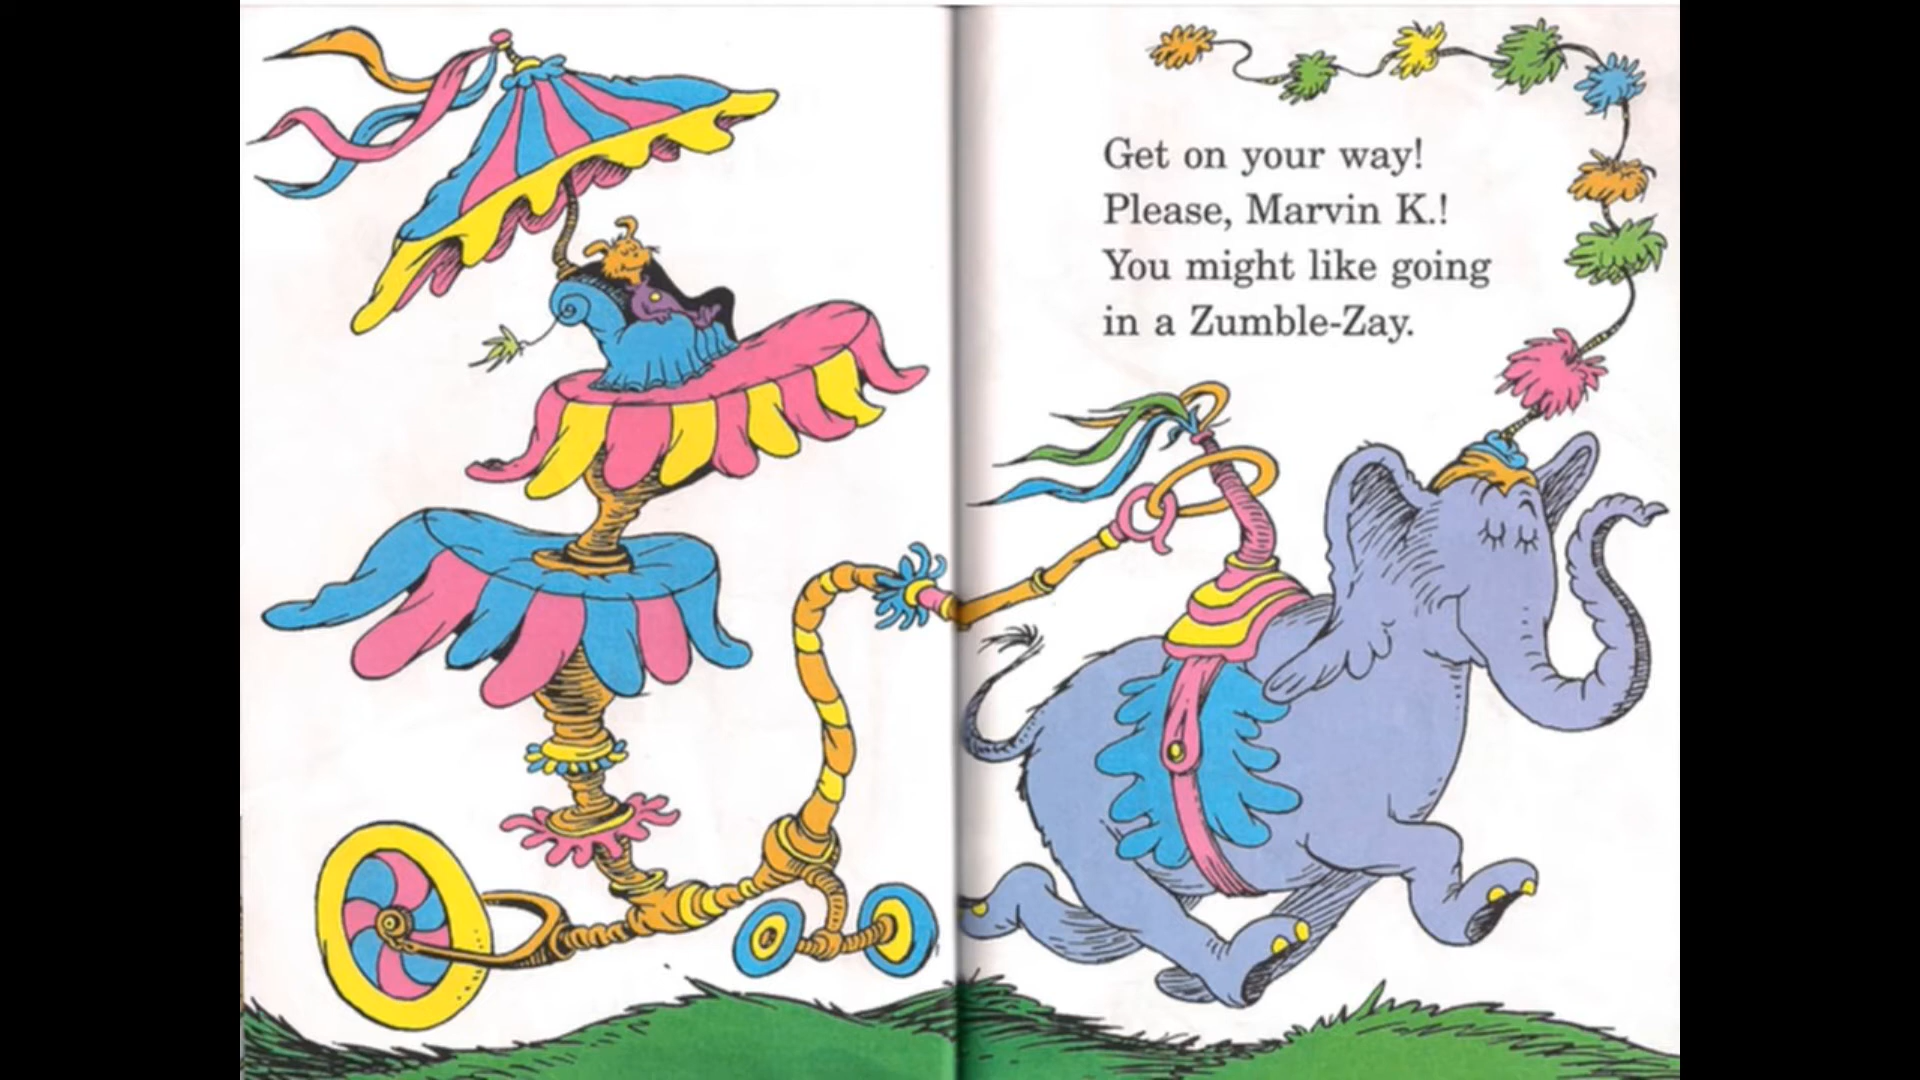 Get on your way!
Please, Marvin K.!
You might like going
in a Zumble-Zay.